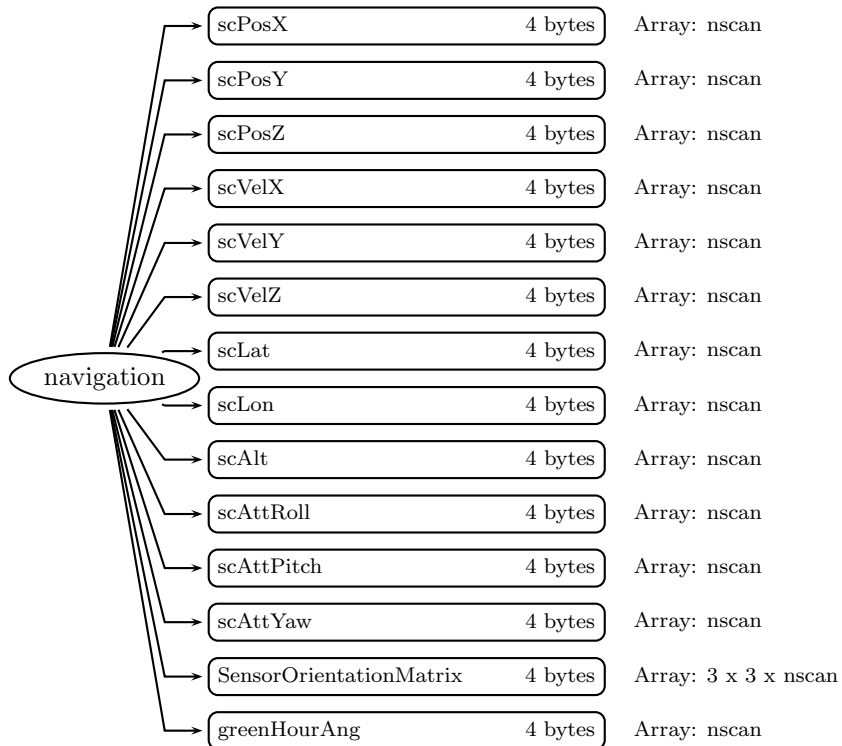 scPosX 4 bytes Array: nscan
scPosY 4 bytes Array: nscan
scPosZ 4 bytes Array: nscan
scVelX 4 bytes Array: nscan
scVelY 4 bytes Array: nscan
scVelZ 4 bytes Array: nscan
scLat 4 bytes Array: nscan
navigation
scLon 4 bytes Array: nscan
scAlt 4 bytes Array: nscan
scAttRoll 4 bytes Array: nscan
scAttPitch 4 bytes Array: nscan
scAttYaw 4 bytes Array: nscan
SensorOrientationMatrix 4 bytes Array: 3 x 3 x nscan
greenHourAng 4 bytes Array: nscan